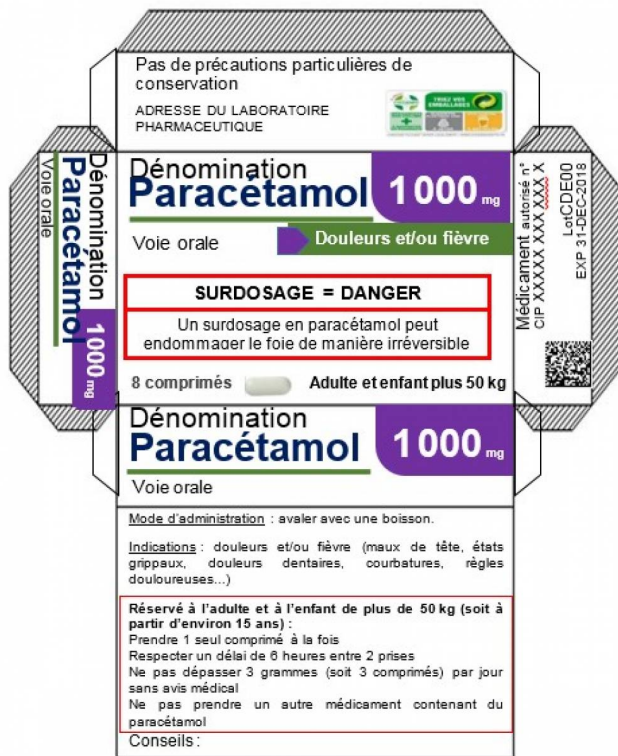 Pas de précautions particulières de
conservation
ADRESSE DU LABORATOIRE
PHARMACEUTIQUE
TRIEZ VOS
EMBALLAGES
Dénomination
Paracétamol
1000 mg
Voie orale
Dénomination
Paracétamol 1 000 mg
Voie orale
Douleurs et/ou fièvre
SURDOSAGE = DANGER
Un surdosage en paracétamol peut
endommager le foie de manière irréversible
8 comprimés
Adulte et enfant plus 50 kg
Médicament autorisé n°
CIP XXXXX XXX XXX X
LotCDE00
EXP 31-DEC-2018
Dénomination
Paracétamol 1 000 mg
Voie orale
Mode d'administration : avaler avec une boisson.
Indications : douleurs et/ou fièvre (maux de tête, états
grippaux, douleurs dentaires, courbatures, règles
douloureuses...)
Réservé à l'adulte et à l'enfant de plus de 50 kg (soit à
partir d'environ 15 ans) :
Prendre 1 seul comprimé à la fois
Respecter un délai de 6 heures entre 2 prises
Ne pas dépasser 3 grammes (soit 3 comprimés) par jour
sans avis médical
Ne pas prendre un autre médicament contenant du
paracétamol
Conseils :